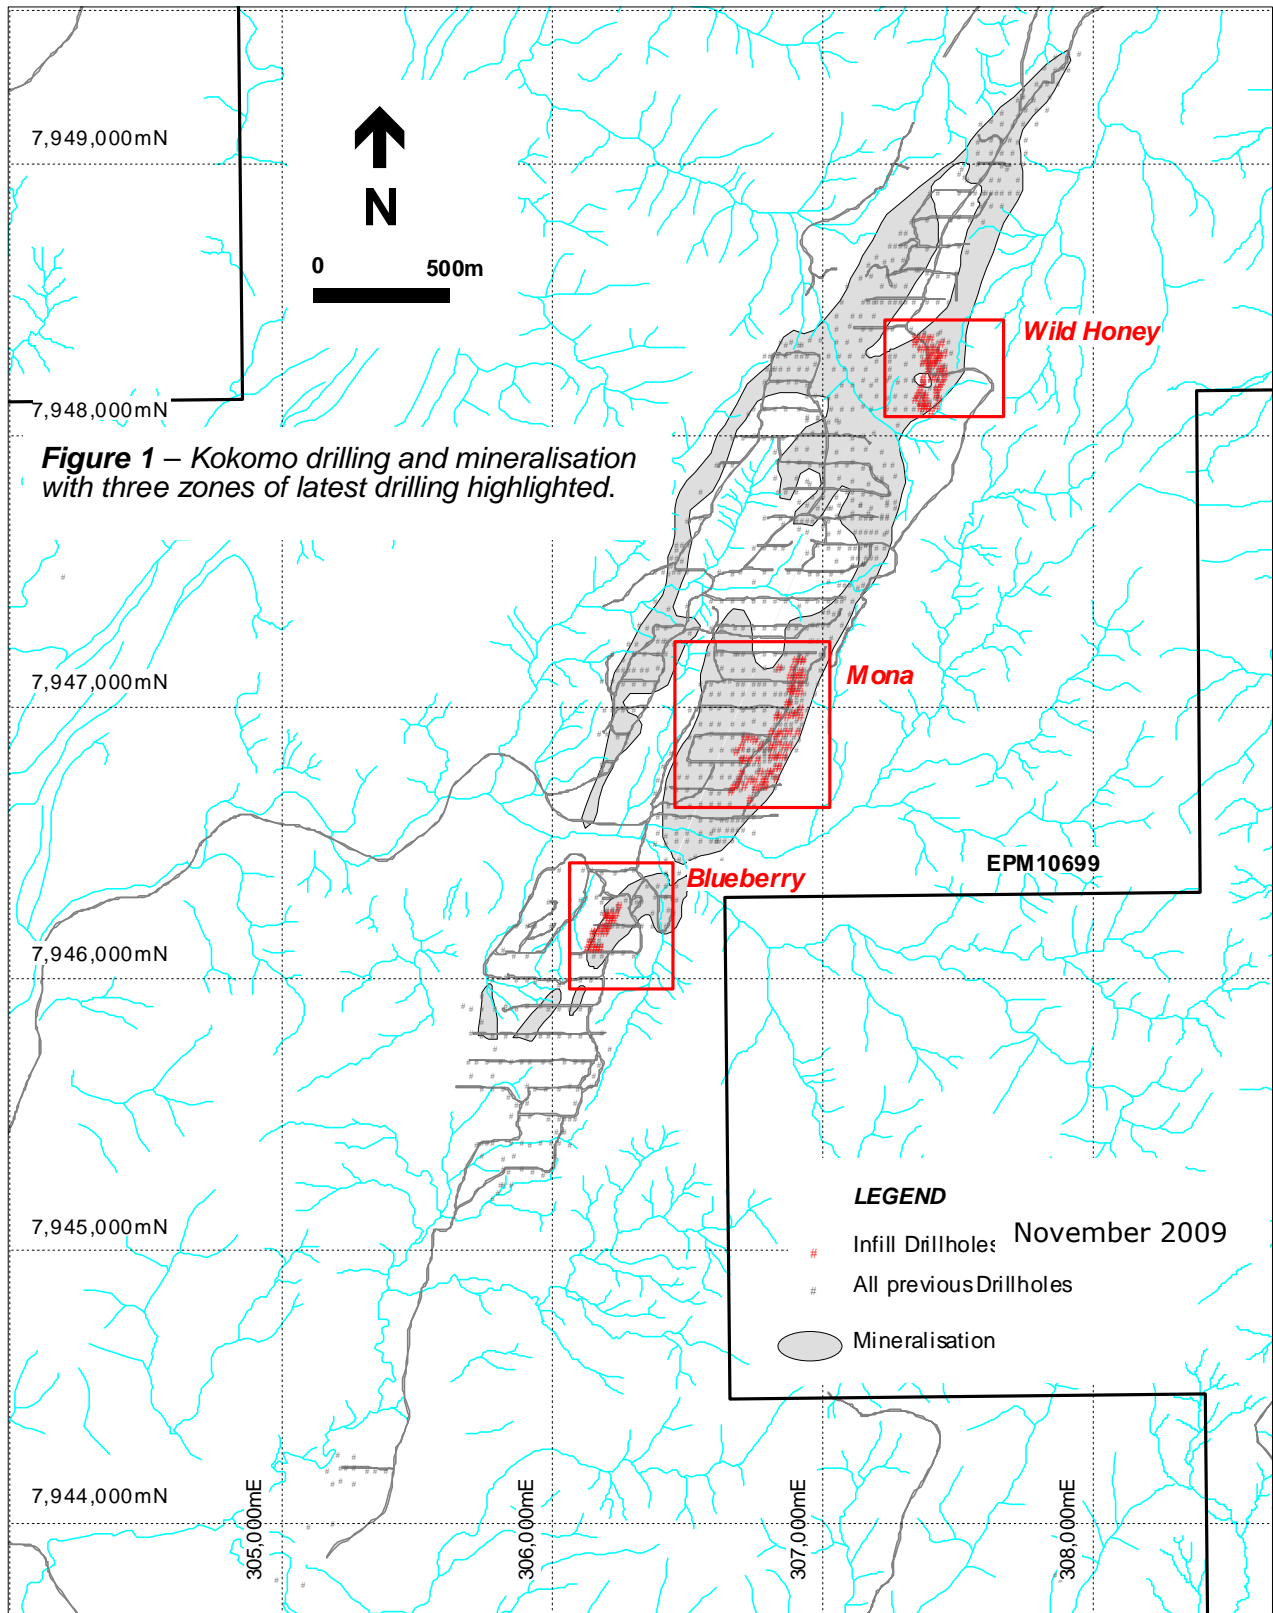 7,949,000mN
N
0 500m
Wild Honey
7,948,000mN
Figure 1 – Kokomo drilling and mineralisation
with three zones of latest drilling highlighted.
7,947,000mN
Mona
EPM10699
Blueberry
7,946,000mN
LEGEND
7,945,000mN
Infill Drillholes November 2009
# All previous Drillholes
Mineralisation
7,944,000mN
305,000mE
306,000mE
307,000mE
308,000mE